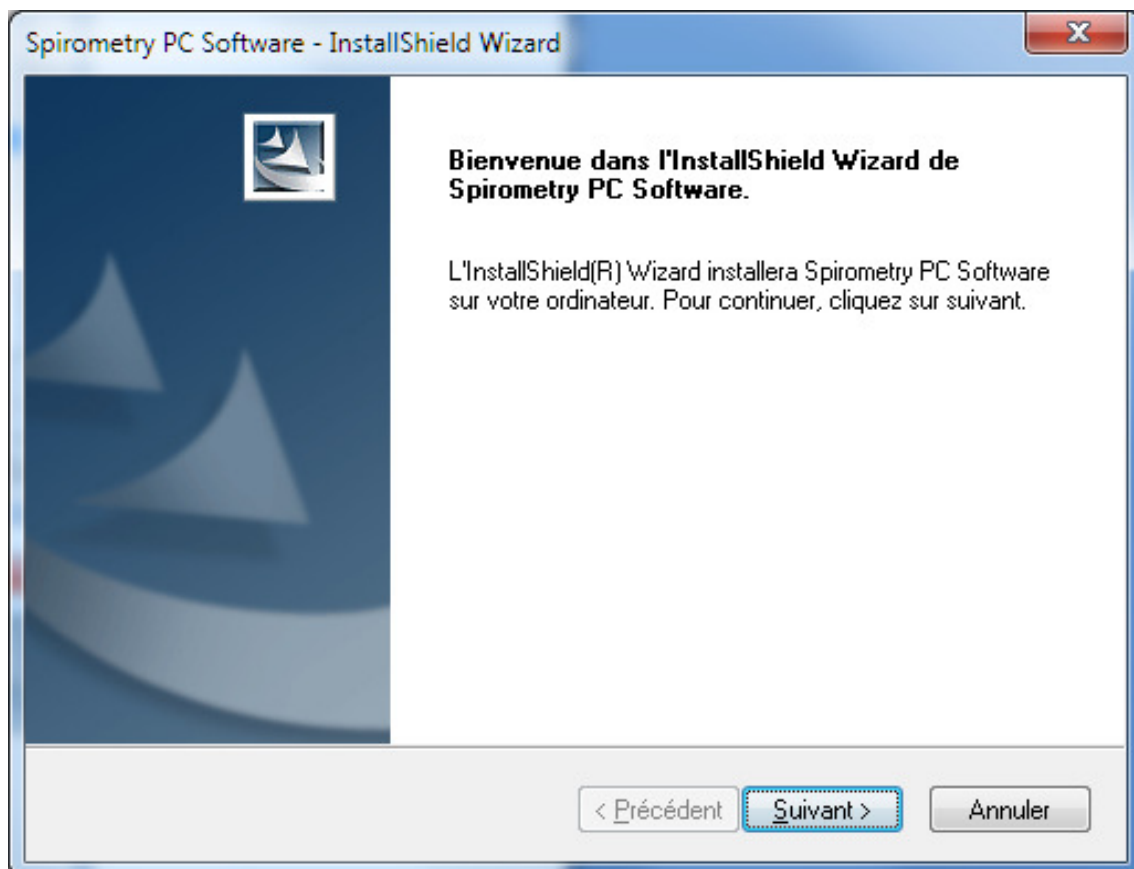 Spirometry PC Software - InstallShield Wizard
Bienvenue dans l'InstallShield Wizard de
Spirometry PC Software.
L'InstallShield(R) Wizard installera Spirometry PC Software
sur votre ordinateur. Pour continuer, cliquez sur suivant.
< Précédent
Suivant >
Annuler